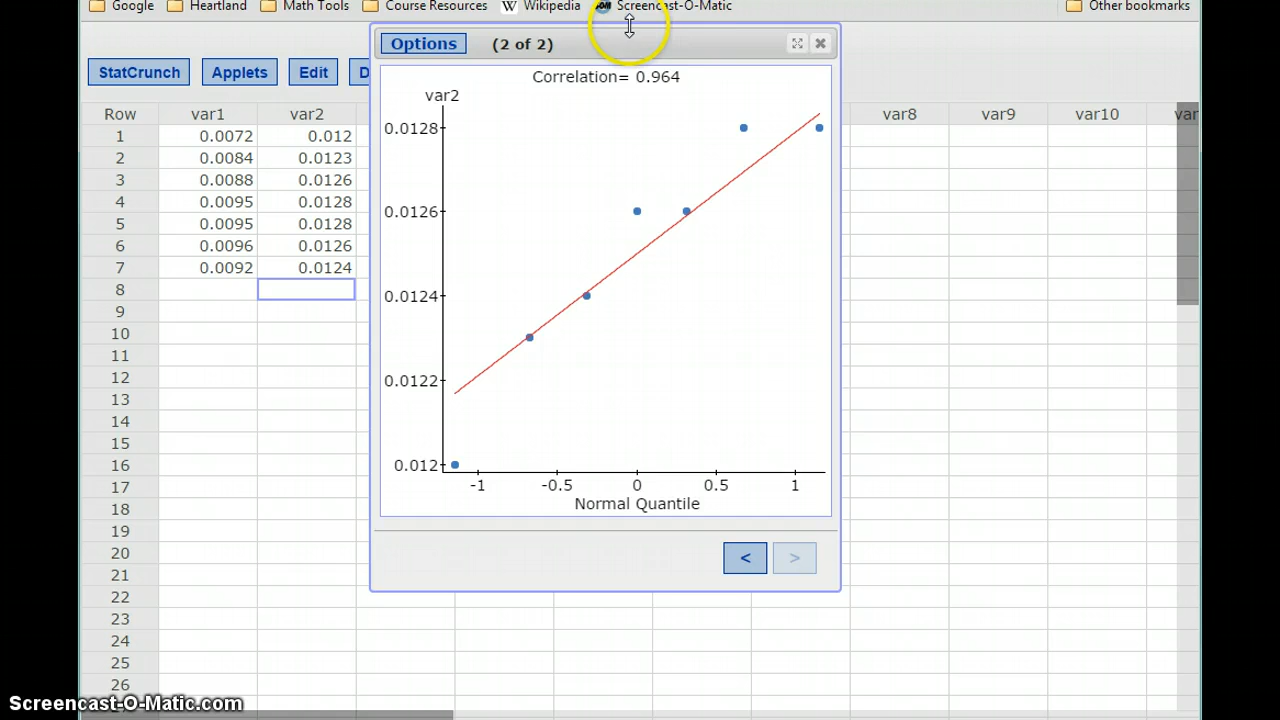 Google Heartland Math Tools Course Resources W Wikipedia SOM Screencast-O-Matic Other bookmarks
Options (2 of 2)
StatCrunch Applets Edit D
Correlation= 0.964
var2
Row var1 var2 var8 var9 var10 var
1 0.0072 0.012
2 0.0084 0.0123
3 0.0088 0.0126
4 0.0095 0.0128
5 0.0095 0.0128
6 0.0096 0.0126
7 0.0092 0.0124
8
9
10
11
12
13
14
15
16
17
18
19
20
21
22
23
24
25
26
0.0128
0.0126
0.0124
0.0122
0.012
-1 -0.5 0 0.5 1
Normal Quantile
< >
Screencast-O-Matic.com